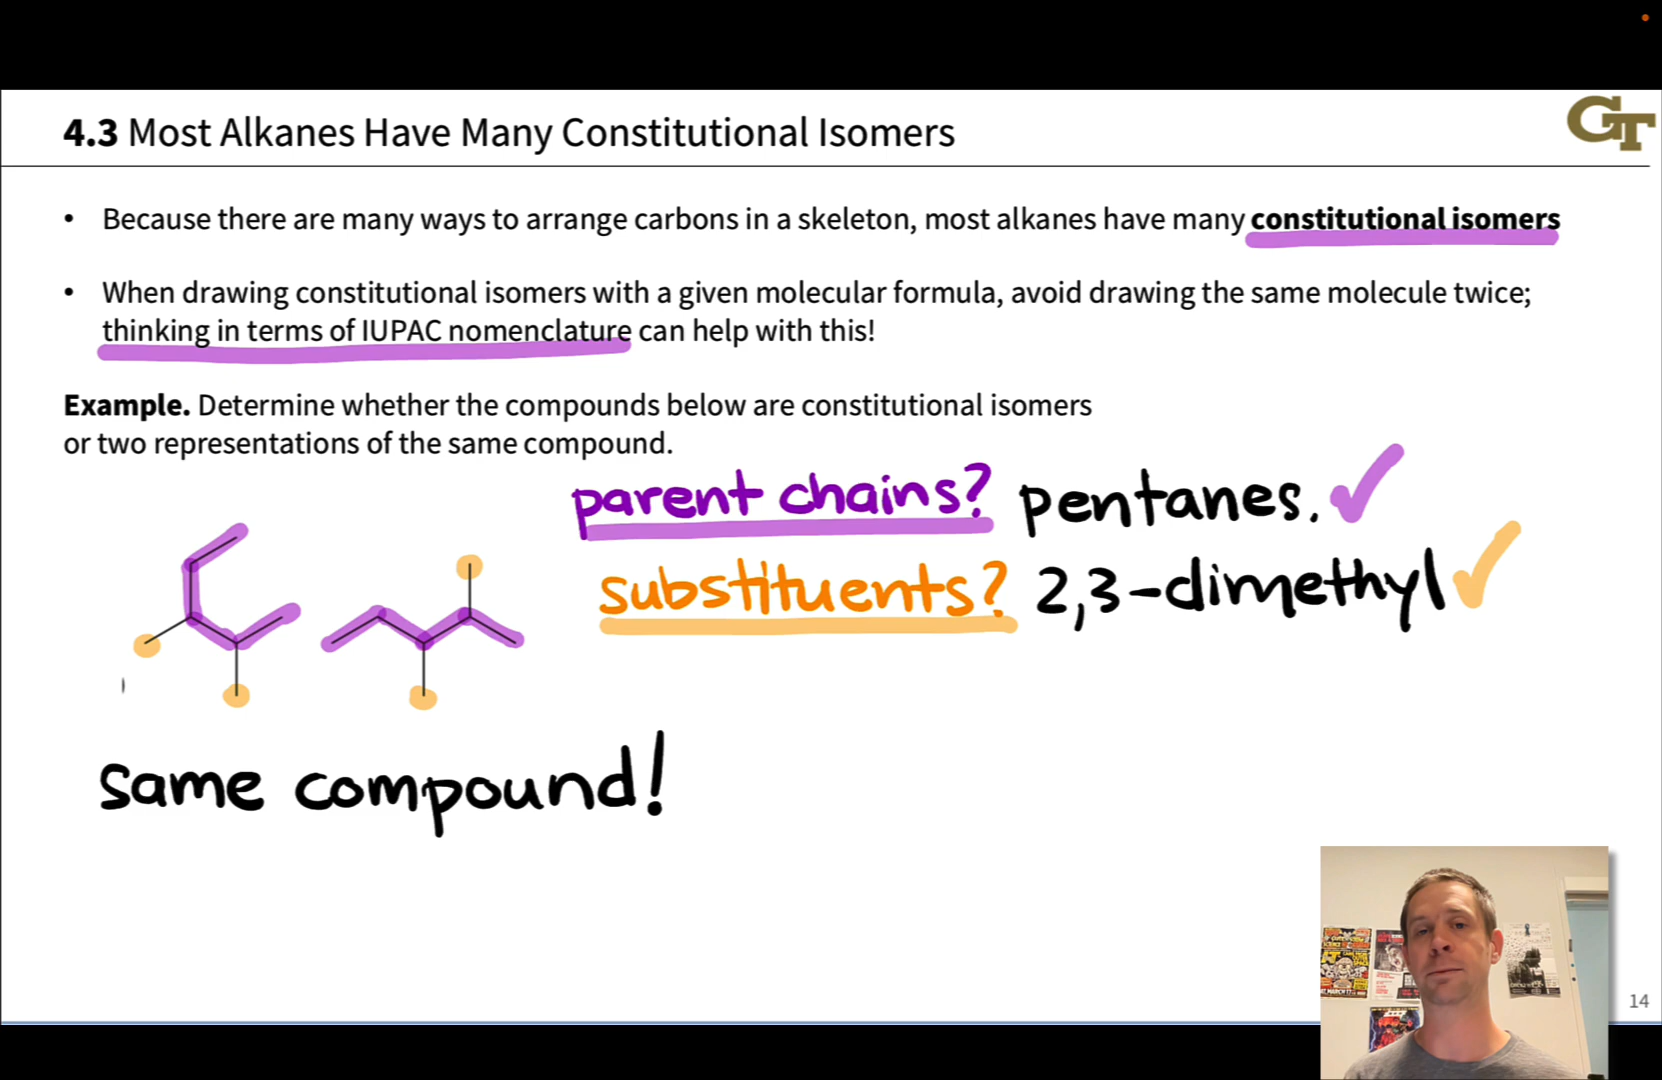 4.3 Most Alkanes Have Many Constitutional Isomers
GT
• Because there are many ways to arrange carbons in a skeleton, most alkanes have many constitutional isomers
• When drawing constitutional isomers with a given molecular formula, avoid drawing the same molecule twice;
thinking in terms of IUPAC nomenclature can help with this!
Example. Determine whether the compounds below are constitutional isomers
or two representations of the same compound.
parent chains? pentanes.
substituents? 2,3-dimethyl
same compound!
14